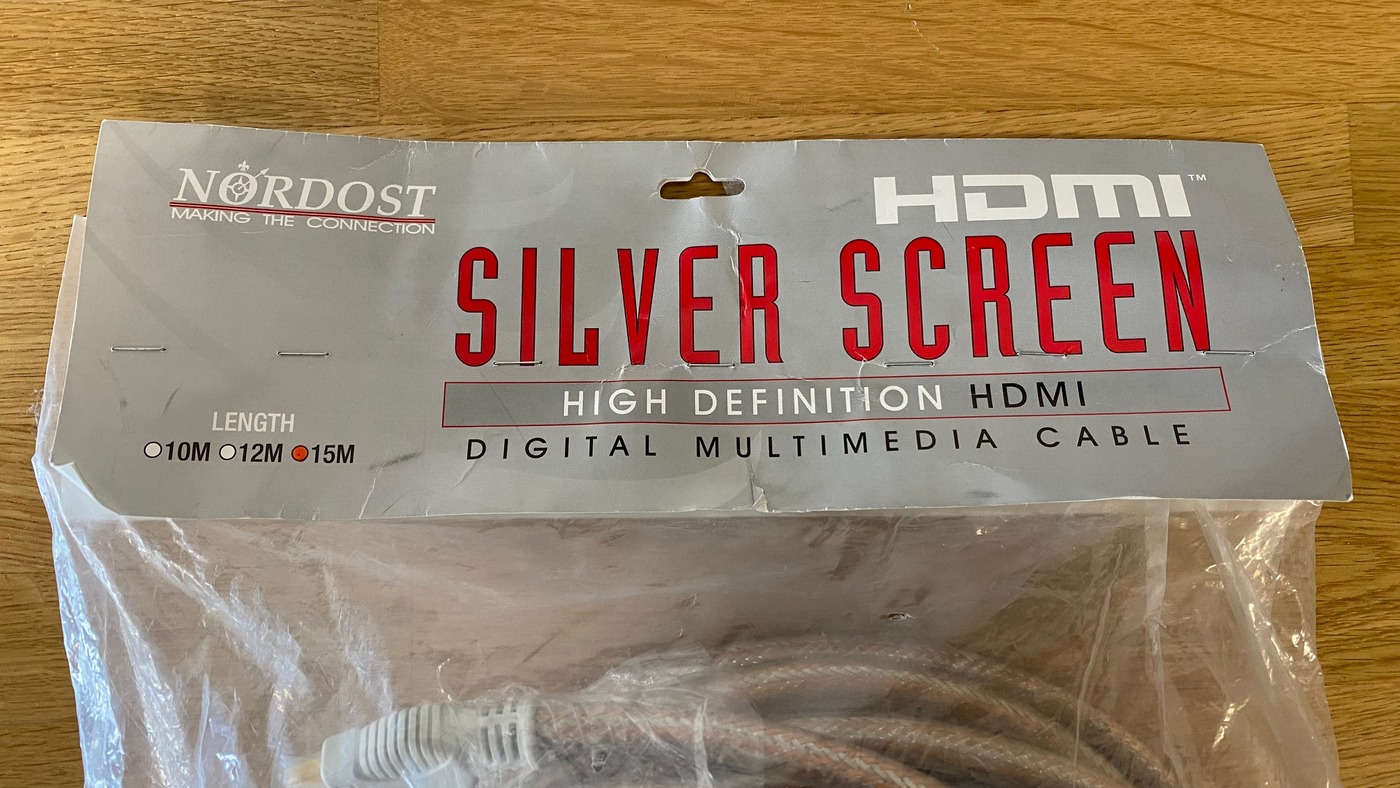 NORDOST
MAKING THE CONNECTION
HDMI™
SILVER SCREEN
HIGH DEFINITION HDMI
DIGITAL MULTIMEDIA CABLE
LENGTH
10M 12M 15M